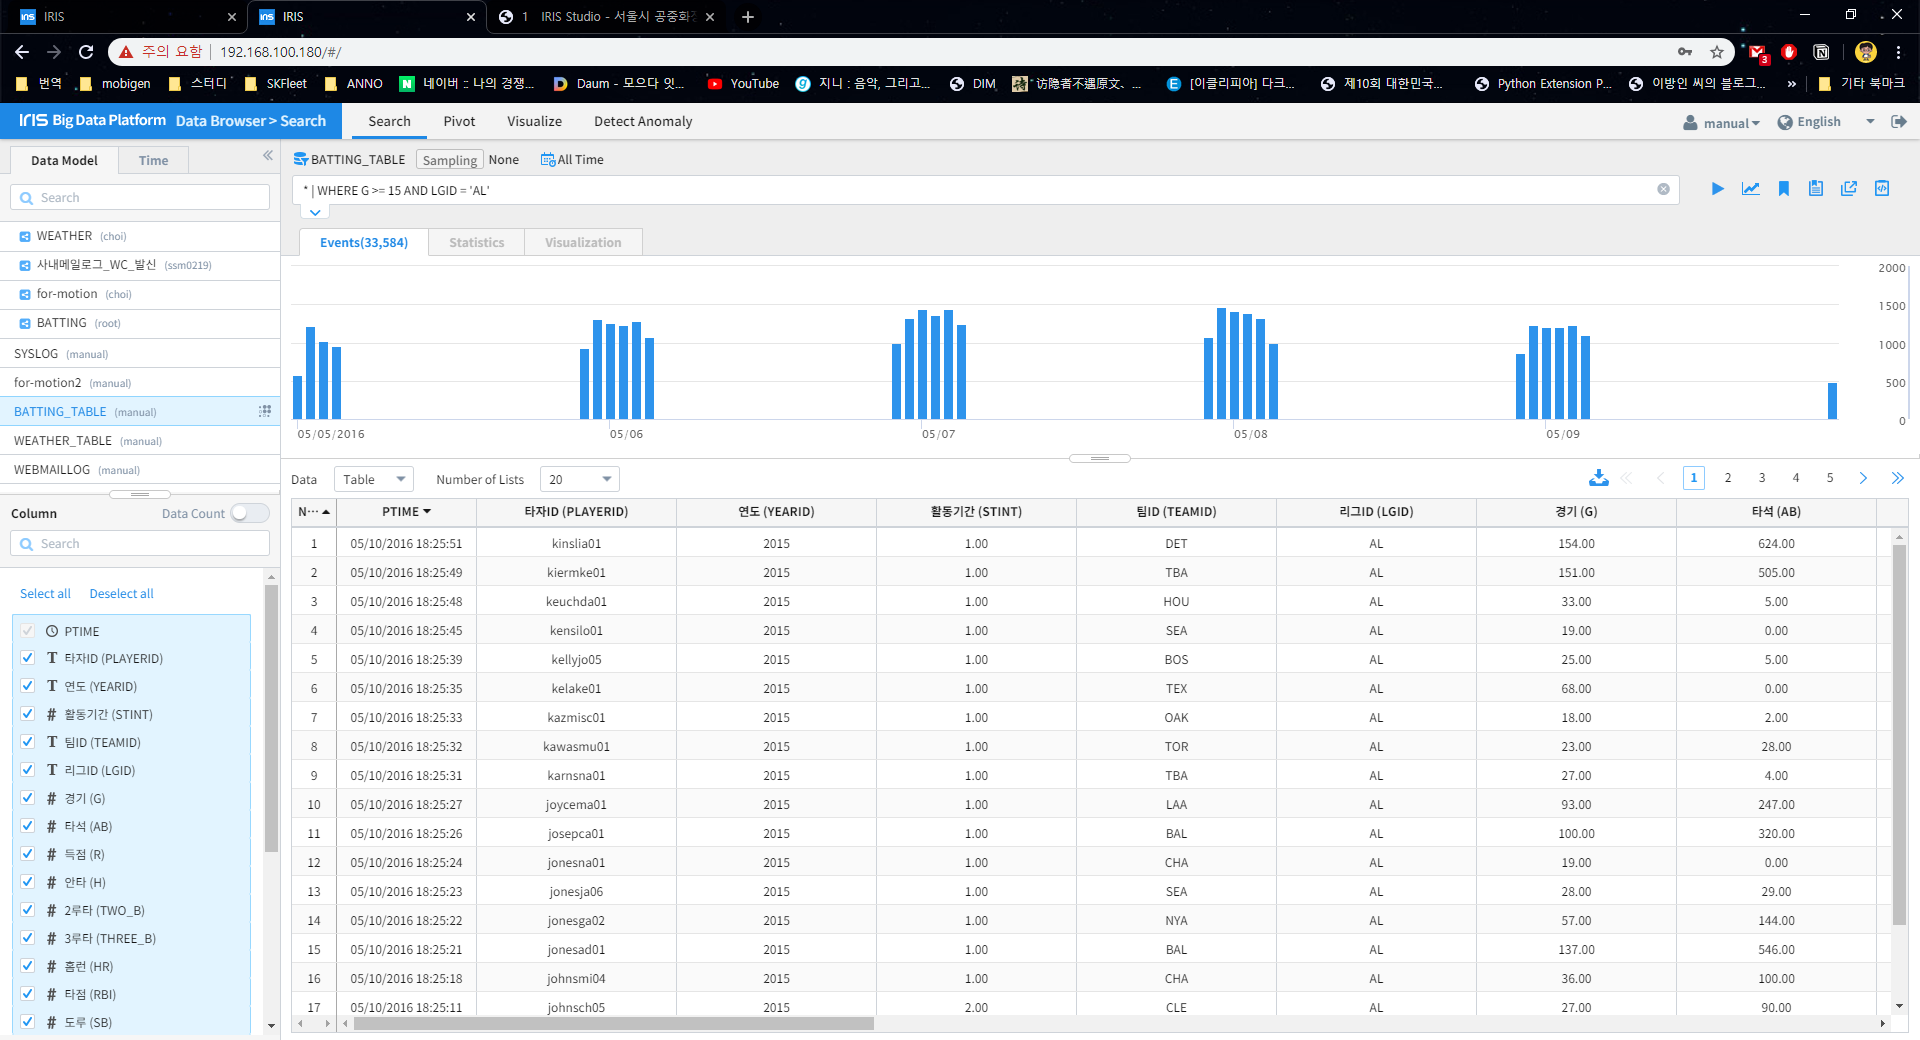 IRIS
IRIS
1 IRIS Studio - 서울시 공중화장
주의 요함 192.168.100.180/#/
3
번역 mobigen 스터디 SKFleet ANNO 네이버 :: 나의 경쟁... Daum - 모으다 잇... YouTube 지니 : 음악, 그리고... DIM 访隐者不遇原文、... [이클리피아] 다크... 제10회 대한민국... Python Extension P... 이방인 씨의 블로그... » 기타 북마크
IRIS Big Data Platform Data Browser > Search Search Pivot Visualize Detect Anomaly manual English
Data Model Time
Search
WEATHER (choi)
사내메일로그_WC_발신 (ssm0219)
for-motion (choi)
BATTING (root)
SYSLOG (manual)
for-motion2 (manual)
BATTING_TABLE (manual)
WEATHER_TABLE (manual)
WEBMAILLOG (manual)
Column Data Count
Search
Select all Deselect all
PTIME
T 타자ID (PLAYERID)
T 연도 (YEARID)
# 활동기간 (STINT)
T 팀ID (TEAMID)
T 리그ID (LGID)
# 경기 (G)
# 타석 (AB)
# 득점 (R)
# 안타 (H)
# 2루타 (TWO_B)
# 3루타 (THREE_B)
# 홈런 (HR)
# 타점 (RBI)
# 도루 (SB)
BATTING_TABLE Sampling None All Time
* | WHERE G >= 15 AND LGID = 'AL'
Events(33,584) Statistics Visualization
2000
1500
1000
500
0
05/05/2016 05/06 05/07 05/08 05/09
Data Table Number of Lists 20 1 2 3 4 5
N... PTIME 타자ID (PLAYERID) 연도 (YEARID) 활동기간 (STINT) 팀ID (TEAMID) 리그ID (LGID) 경기 (G) 타석 (AB)
1 05/10/2016 18:25:51 kinslia01 2015 1.00 DET AL 154.00 624.00
2 05/10/2016 18:25:49 kiermke01 2015 1.00 TBA AL 151.00 505.00
3 05/10/2016 18:25:48 keuchda01 2015 1.00 HOU AL 33.00 5.00
4 05/10/2016 18:25:45 kensilo01 2015 1.00 SEA AL 19.00 0.00
5 05/10/2016 18:25:39 kellyjo05 2015 1.00 BOS AL 25.00 5.00
6 05/10/2016 18:25:35 kelake01 2015 1.00 TEX AL 68.00 0.00
7 05/10/2016 18:25:33 kazmisc01 2015 1.00 OAK AL 18.00 2.00
8 05/10/2016 18:25:32 kawasmu01 2015 1.00 TOR AL 23.00 28.00
9 05/10/2016 18:25:31 karnsna01 2015 1.00 TBA AL 27.00 4.00
10 05/10/2016 18:25:27 joycema01 2015 1.00 LAA AL 93.00 247.00
11 05/10/2016 18:25:26 josepca01 2015 1.00 BAL AL 100.00 320.00
12 05/10/2016 18:25:24 jonesna01 2015 1.00 CHA AL 19.00 0.00
13 05/10/2016 18:25:23 jonesja06 2015 1.00 SEA AL 28.00 29.00
14 05/10/2016 18:25:22 jonesga02 2015 1.00 NYA AL 57.00 144.00
15 05/10/2016 18:25:21 jonesad01 2015 1.00 BAL AL 137.00 546.00
16 05/10/2016 18:25:18 johnsmi04 2015 1.00 CHA AL 36.00 100.00
17 05/10/2016 18:25:11 johnsch05 2015 2.00 CLE AL 27.00 90.00